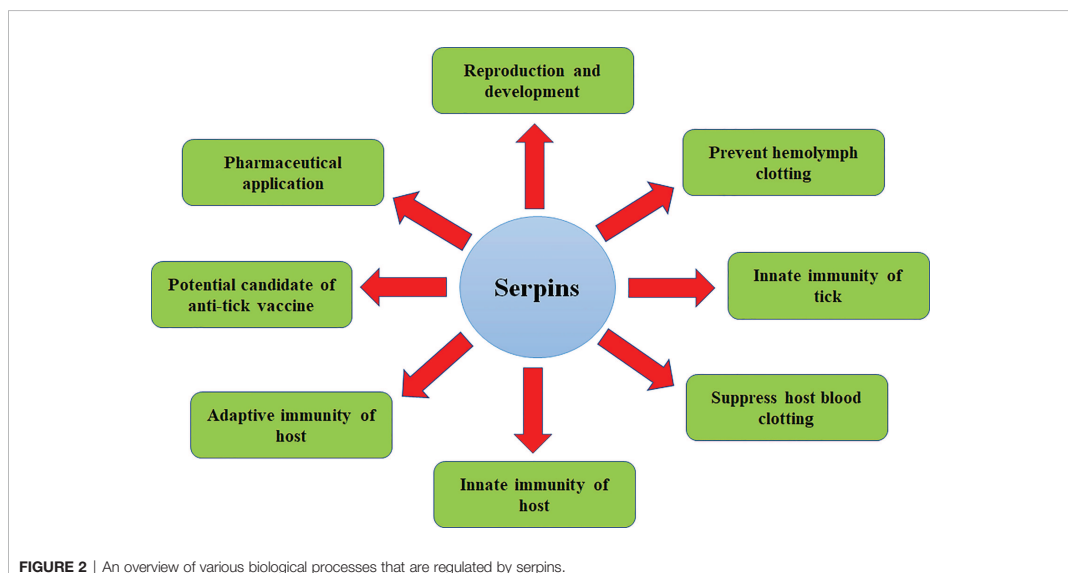 Reproduction and
development
Pharmaceutical
application
Prevent hemolymph
clotting
Potential candidate of
anti-tick vaccine
Serpins
Innate immunity of
tick
Adaptive immunity of
host
Suppress host blood
clotting
Innate immunity of
host
FIGURE 2 | An overview of various biological processes that are regulated by serpins.